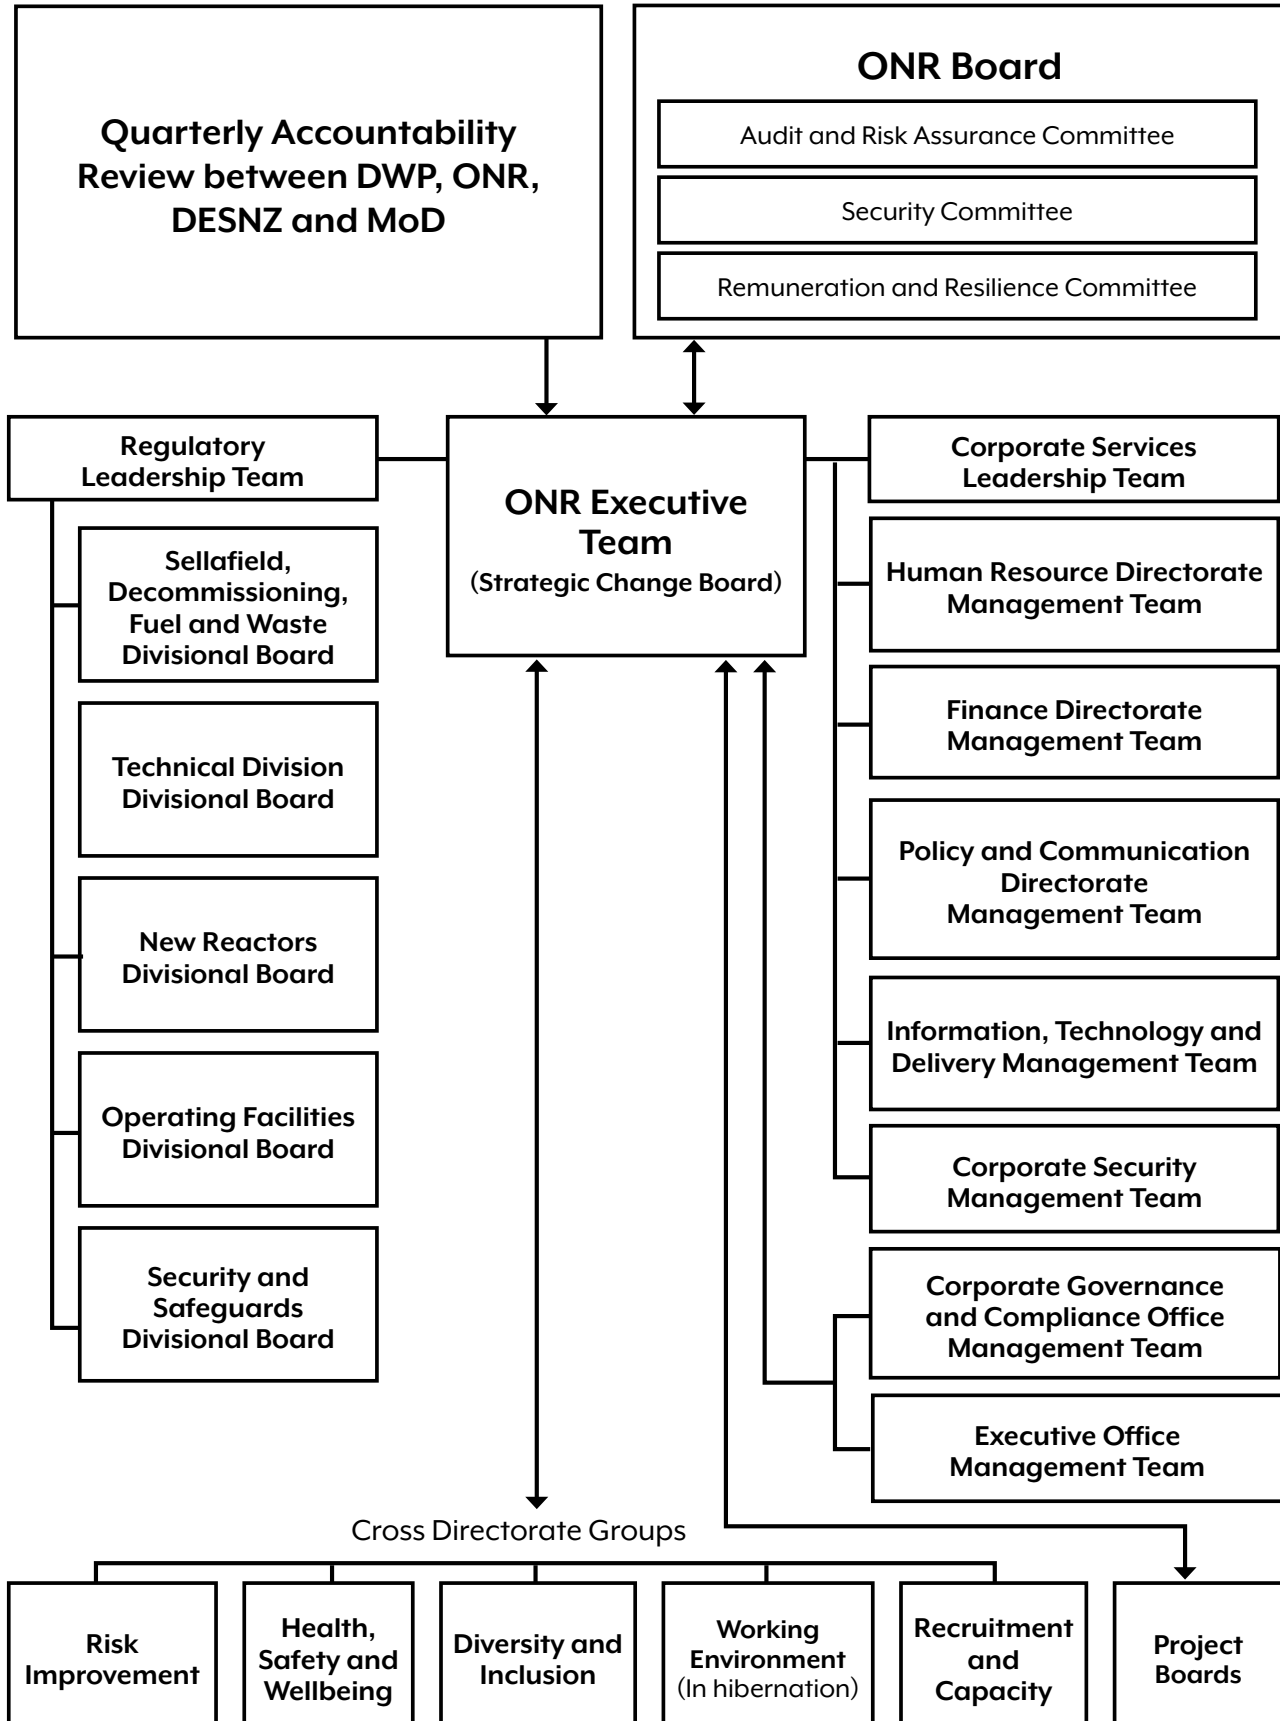 Quarterly Accountability
Review between DWP, ONR,
DESNZ and MoD
ONR Board
Audit and Risk Assurance Committee
Security Committee
Remuneration and Resilience Committee
Regulatory
Leadership Team
ONR Executive
Team
(Strategic Change Board)
Corporate Services
Leadership Team
Sellafield,
Decommissioning,
Fuel and Waste
Divisional Board
Technical Division
Divisional Board
New Reactors
Divisional Board
Operating Facilities
Divisional Board
Security and
Safeguards
Divisional Board
Human Resource Directorate
Management Team
Finance Directorate
Management Team
Policy and Communication
Directorate
Management Team
Information, Technology and
Delivery Management Team
Corporate Security
Management Team
Corporate Governance
and Compliance Office
Management Team
Executive Office
Management Team
Cross Directorate Groups
Risk
Improvement
Health,
Safety and
Wellbeing
Diversity and
Inclusion
Working
Environment
(In hibernation)
Recruitment
and
Capacity
Project
Boards